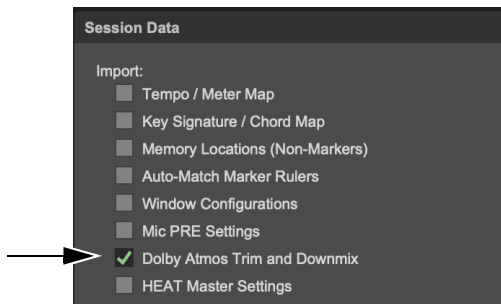 Session Data
Import:
Tempo / Meter Map
Key Signature / Chord Map
Memory Locations (Non-Markers)
Auto-Match Marker Rulers
Window Configurations
Mic PRE Settings
Dolby Atmos Trim and Downmix
HEAT Master Settings